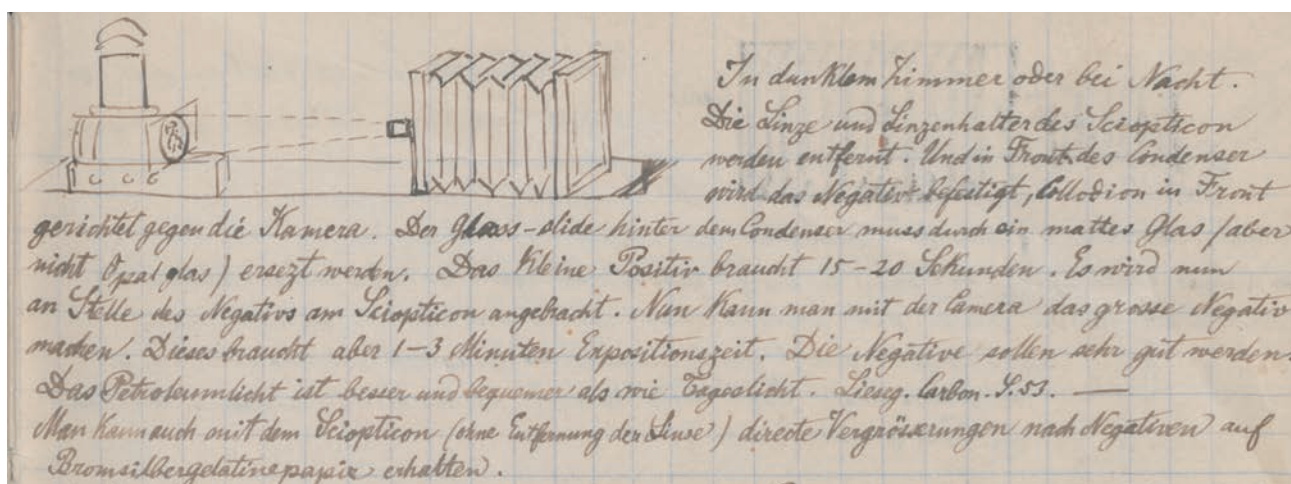 In dunklem Zimmer oder bei Nacht.
Die Linze und Linzenhalter des Sciopticon
werden entfernt. Und in Front des Condenser
wird das Negativ befestigt, Collodion in Front
gerichtet gegen die Kamera. Der Glass-slide hinter dem Condenser muss durch ein mattes Glas (aber
nicht Opal glas) ersezt werden. Das kleine Positiv braucht 15-20 Sekunden. Es wird nun
an Stelle des Negativs am Sciopticon angebracht. Nun kann man mit der Camera das grosse Negativ
machen. Dieses braucht aber 1-3 Minuten Expositionszeit. Die Negative sollen sehr gut werden.
Das Petroleumlicht ist besser und bequemer als wie Tageslicht. Lieseg. Carbon. S. 53. —
Man kann auch mit dem Sciopticon (ohne Entfernung der Linse) directe Vergrösserungen nach Negativen auf
Bromsilbergelatinepapier erhalten.